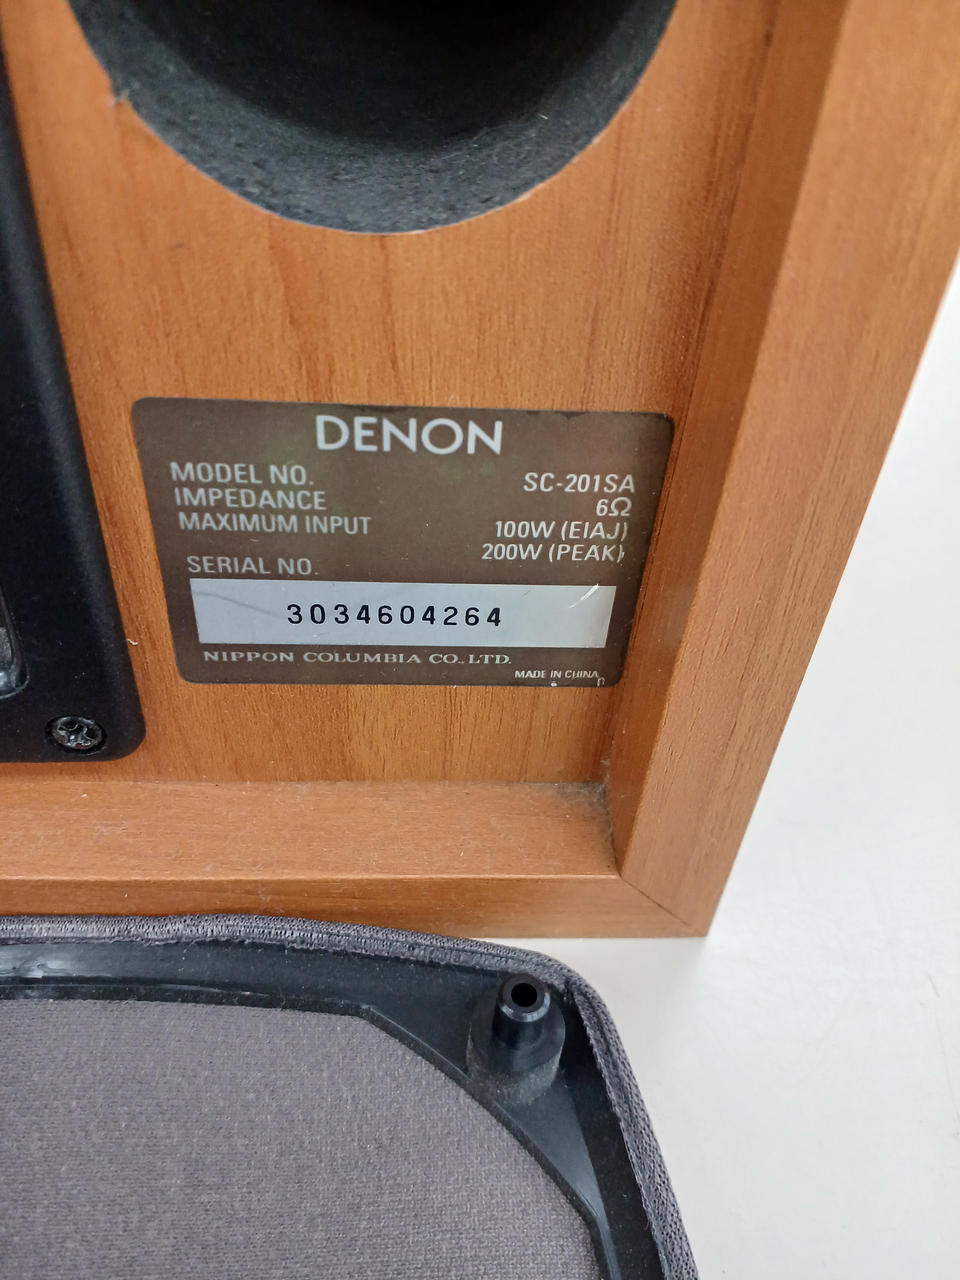 DENON
MODEL NO. SC-201SA
IMPEDANCE 6Ω
MAXIMUM INPUT 100W (EIAJ)
200W (PEAK)
SERIAL NO.
3034604264
NIPPON COLUMBIA CO., LTD.
MADE IN CHINA